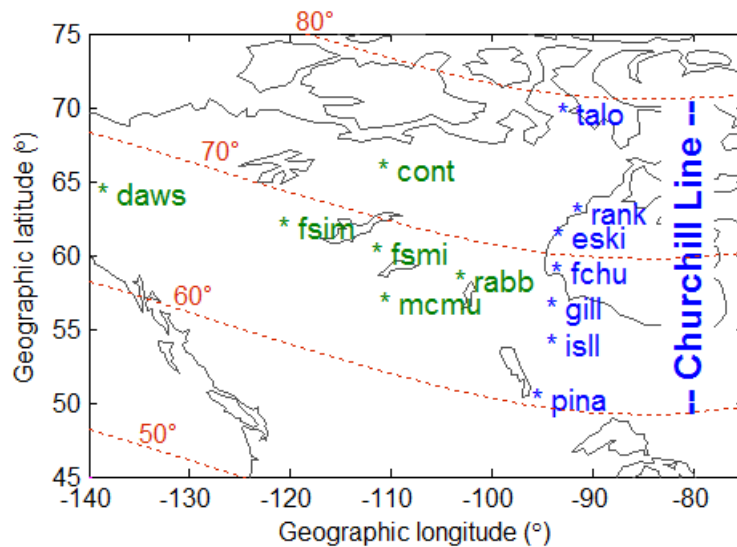 80°
75
70
65
60
55
50
45
Geographic latitude (°)
70°
60°
50°
* talo
* cont
* daws
* rank
* fsim
* eski
* fsmi
* fchu
* rabb
* mcmu
* gill
* isll
* pina
-- Churchill Line --
-140 -130 -120 -110 -100 -90 -80
Geographic longitude (°)